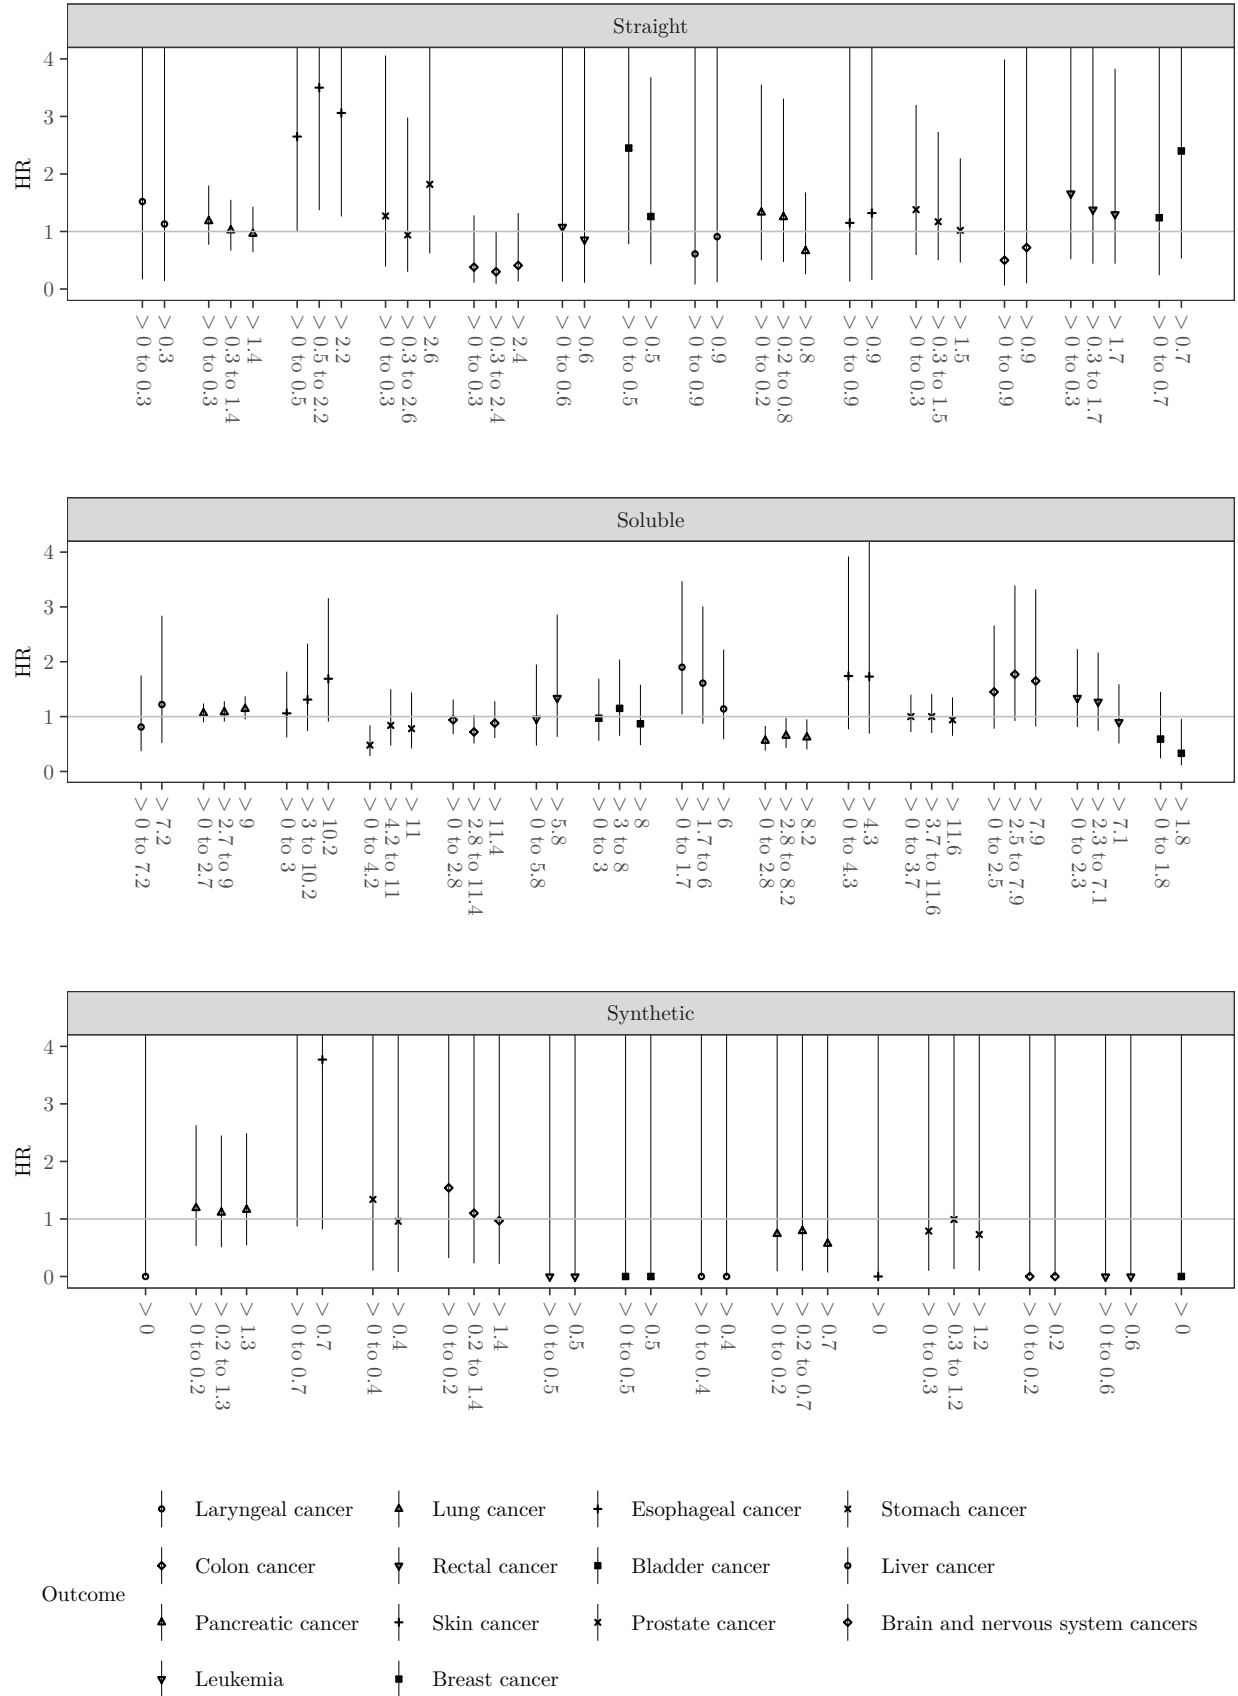 Straight
HR
4
3
2
1
0
> 0 to 0.3
> 0.3
> 0 to 0.3
> 0.3 to 1.4
> 1.4
> 0 to 0.5
> 0.5 to 2.2
> 2.2
> 0 to 0.3
> 0.3 to 2.6
> 2.6
> 0 to 0.3
> 0.3 to 2.4
> 2.4
> 0 to 0.6
> 0.6
> 0 to 0.5
> 0.5
> 0 to 0.9
> 0.9
> 0 to 0.2
> 0.2 to 0.8
> 0.8
> 0 to 0.9
> 0.9
> 0 to 0.3
> 0.3 to 1.5
> 1.5
> 0 to 0.9
> 0.9
> 0 to 0.3
> 0.3 to 1.7
> 1.7
> 0 to 0.7
> 0.7
Soluble
HR
4
3
2
1
0
> 0 to 7.2
> 7.2
> 0 to 2.7
> 2.7 to 9
> 9
> 0 to 3
> 3 to 10.2
> 10.2
> 0 to 4.2
> 4.2 to 11
> 11
> 0 to 2.8
> 2.8 to 11.4
> 11.4
> 0 to 5.8
> 5.8
> 0 to 3
> 3 to 8
> 8
> 0 to 1.7
> 1.7 to 6
> 6
> 0 to 2.8
> 2.8 to 8.2
> 8.2
> 0 to 4.3
> 4.3
> 0 to 3.7
> 3.7 to 11.6
> 11.6
> 0 to 2.5
> 2.5 to 7.9
> 7.9
> 0 to 2.3
> 2.3 to 7.1
> 7.1
> 0 to 1.8
> 1.8
Synthetic
HR
4
3
2
1
0
> 0
> 0 to 0.2
> 0.2 to 1.3
> 1.3
> 0 to 0.7
> 0.7
> 0 to 0.4
> 0.4
> 0 to 0.2
> 0.2 to 1.4
> 1.4
> 0 to 0.5
> 0.5
> 0 to 0.5
> 0.5
> 0 to 0.4
> 0.4
> 0 to 0.2
> 0.2 to 0.7
> 0.7
> 0
> 0 to 0.3
> 0.3 to 1.2
> 1.2
> 0 to 0.2
> 0.2
> 0 to 0.6
> 0.6
> 0
Outcome
Laryngeal cancer Lung cancer Esophageal cancer Stomach cancer
Colon cancer Rectal cancer Bladder cancer Liver cancer
Pancreatic cancer Skin cancer Prostate cancer Brain and nervous system cancers
Leukemia Breast cancer